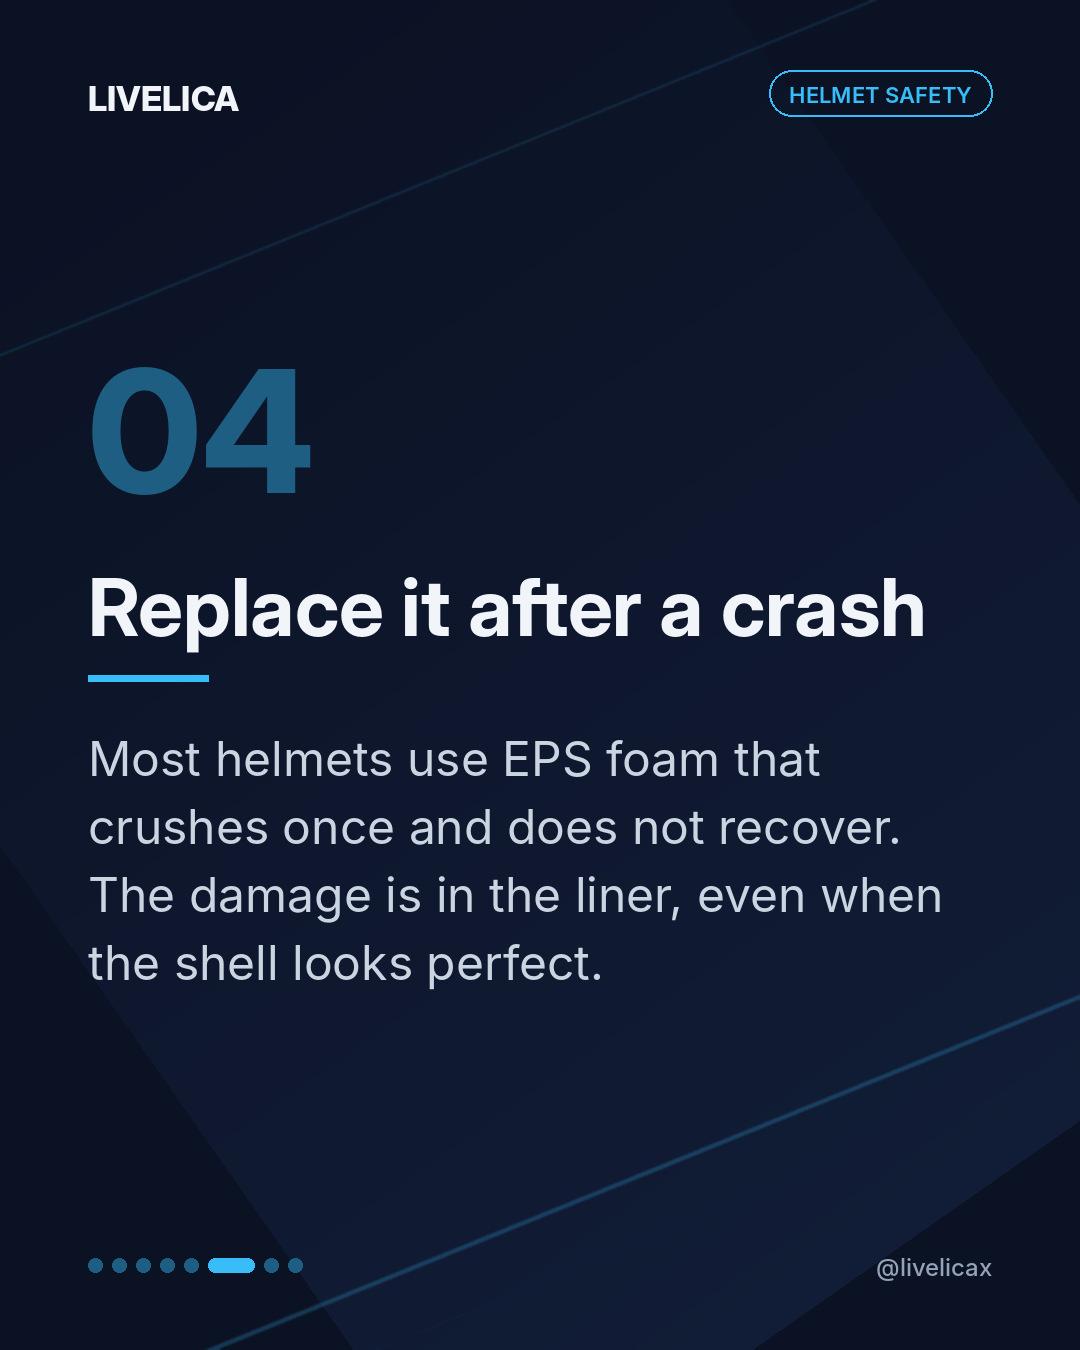 LIVELICA
HELMET SAFETY
04
Replace it after a crash
Most helmets use EPS foam that
crushes once and does not recover.
The damage is in the liner, even when
the shell looks perfect.
@livelicax